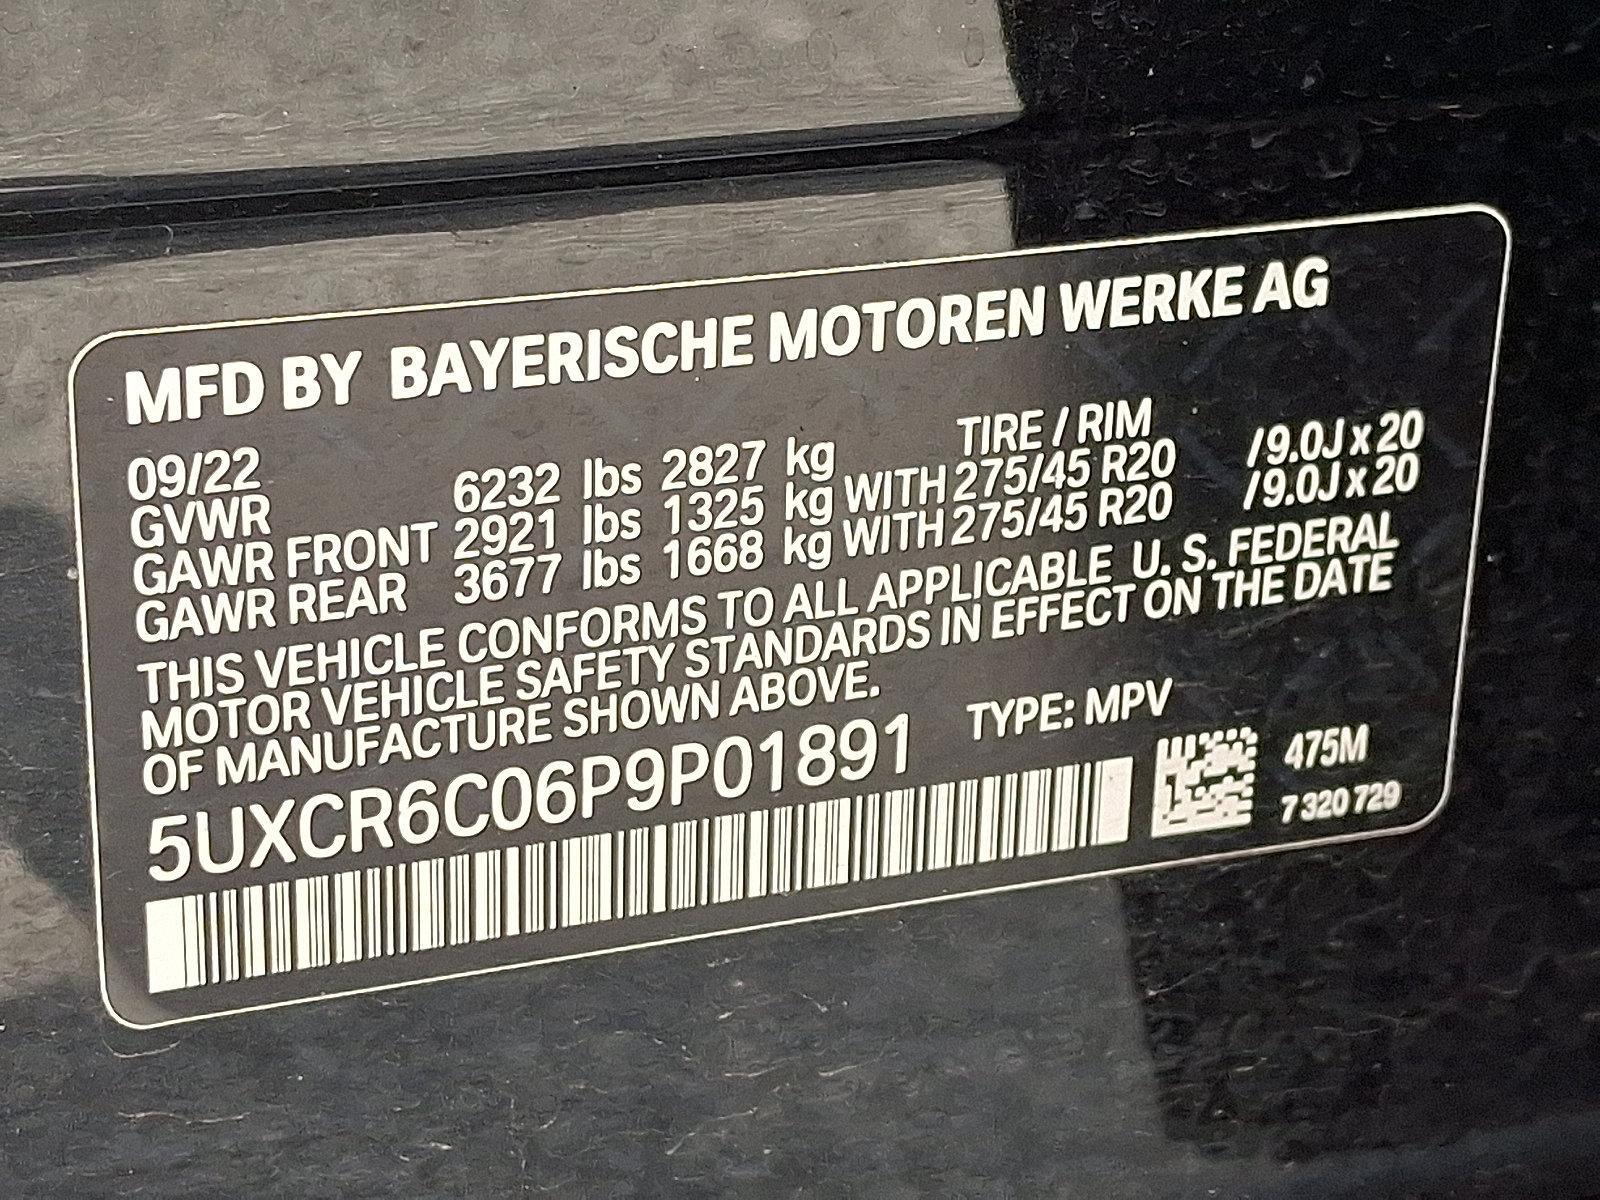 MFD BY BAYERISCHE MOTOREN WERKE AG
09/22 TIRE / RIM
GVWR 6232 lbs 2827 kg
GAWR FRONT 2921 lbs 1325 kg WITH 275/45 R20 /9.0J x 20
GAWR REAR 3677 lbs 1668 kg WITH 275/45 R20 /9.0J x 20
THIS VEHICLE CONFORMS TO ALL APPLICABLE U. S. FEDERAL
MOTOR VEHICLE SAFETY STANDARDS IN EFFECT ON THE DATE
OF MANUFACTURE SHOWN ABOVE.
5UXCR6C06P9P01891 TYPE: MPV
475M
7 320 729